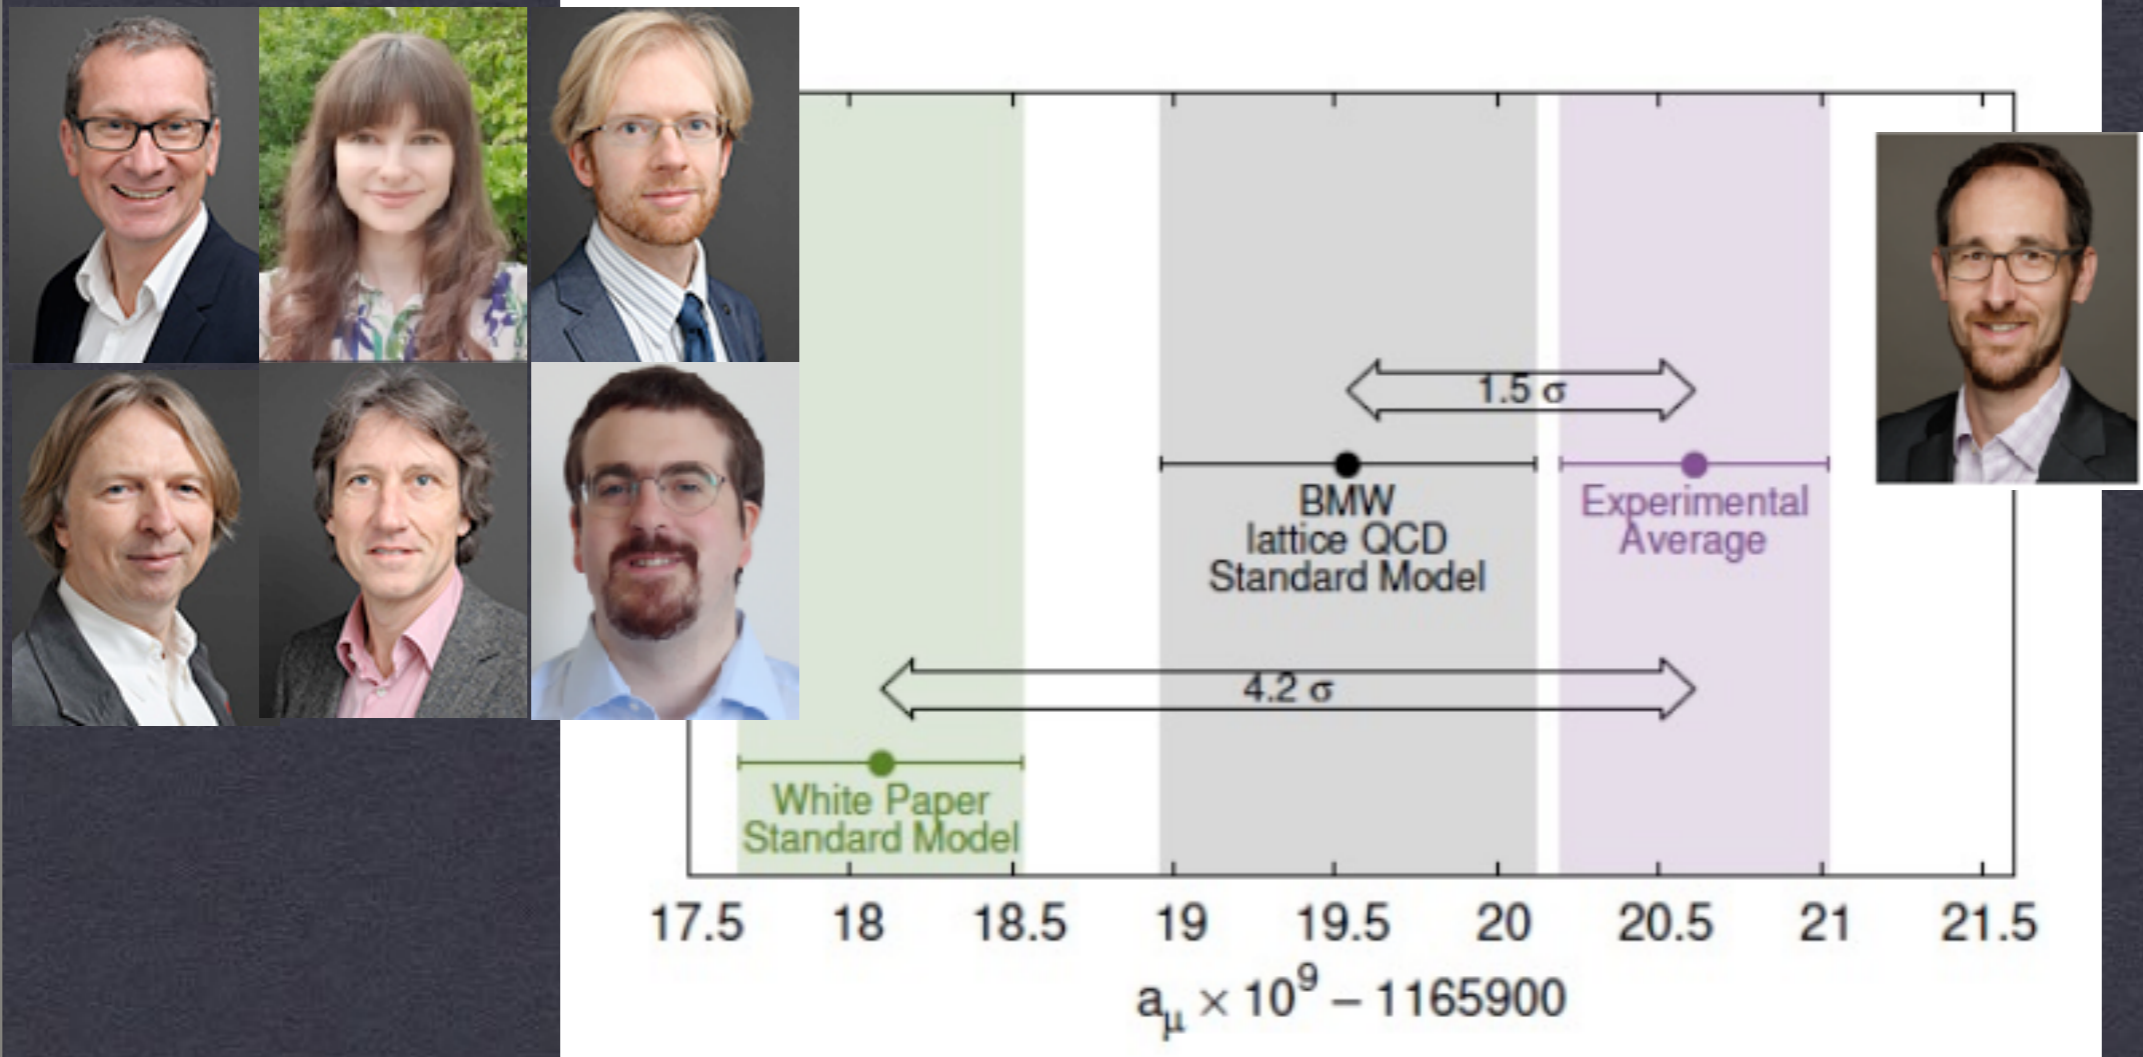 1.5 σ
BMW
lattice QCD
Standard Model
Experimental
Average
4.2 σ
White Paper
Standard Model
17.5 18 18.5 19 19.5 20 20.5 21 21.5
aμ × 10⁹ – 1165900